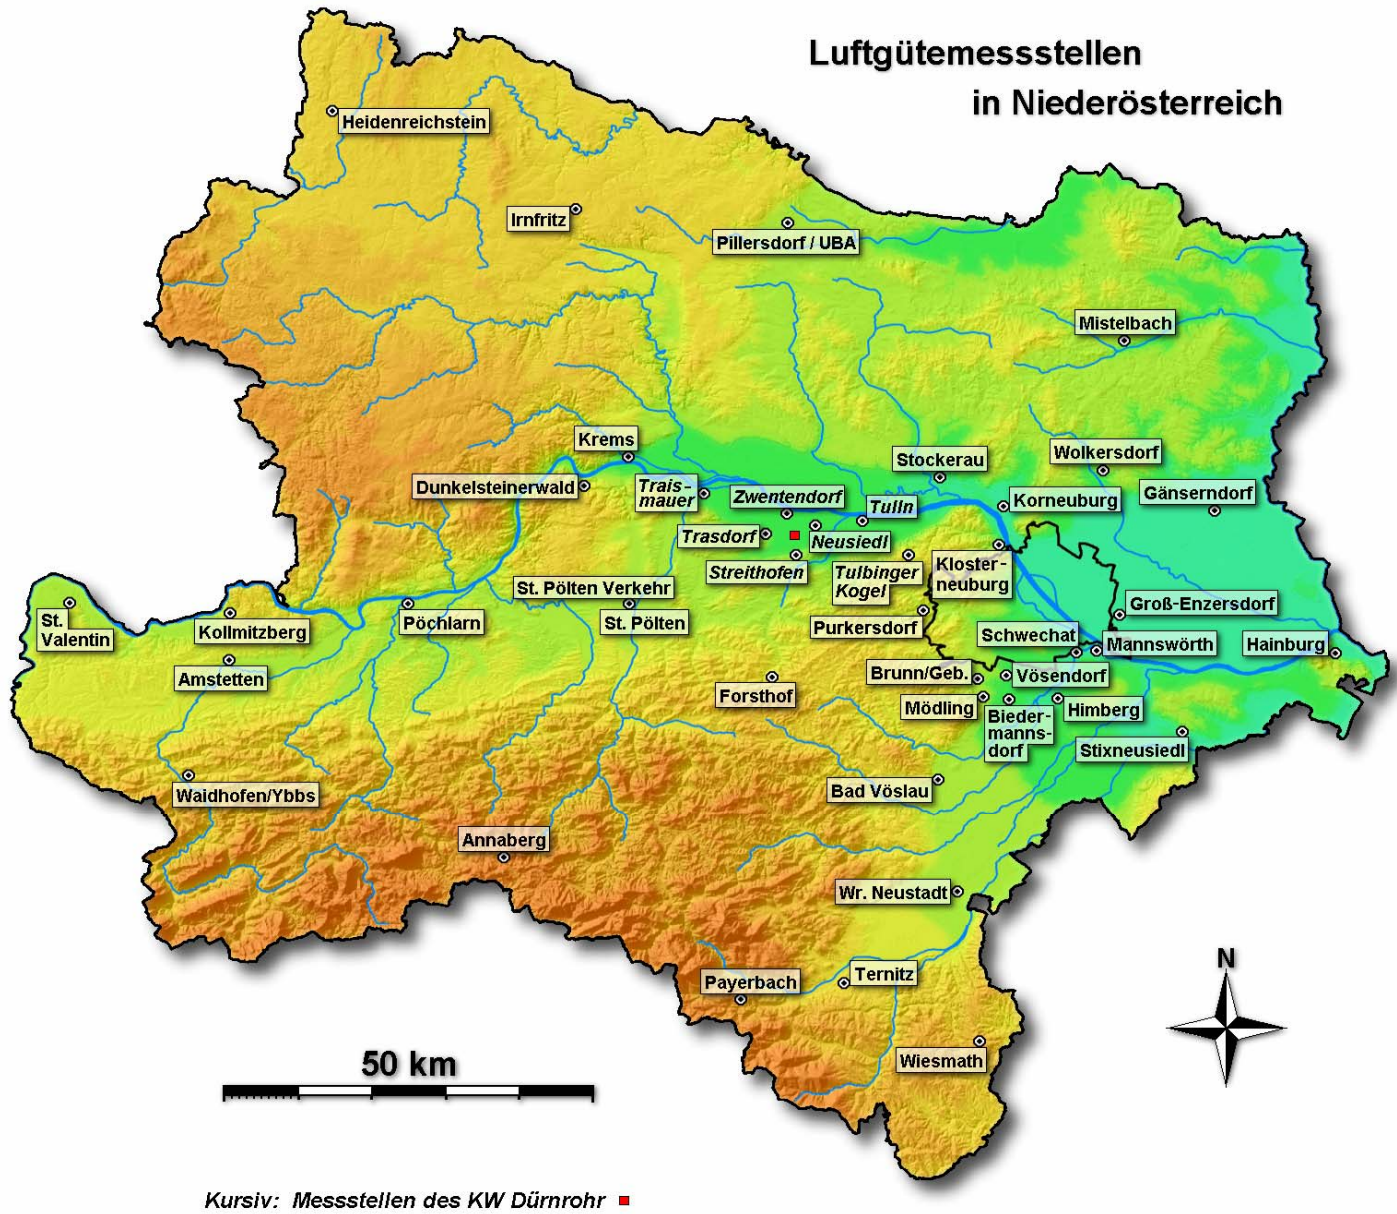 Luftgütemessstellen
in Niederösterreich
Heidenreichstein
Irnfritz
Pillersdorf / UBA
Mistelbach
Krems
Stockerau
Wolkersdorf
Dunkelsteinerwald
Trais-
mauer
Zwentendorf
Tulln
Korneuburg
Gänserndorf
Trasdorf
Neusiedl
Streithofen
Tulbinger
Kogel
Kloster-
neuburg
St. Pölten Verkehr
St.
Valentin
Kollmitzberg
Pöchlarn
St. Pölten
Purkersdorf
Groß-Enzersdorf
Schwechat
Mannswörth
Hainburg
Amstetten
Forsthof
Brunn/Geb.
Vösendorf
Mödling
Bieder-
manns-
dorf
Himberg
Stixneusiedl
Waidhofen/Ybbs
Bad Vöslau
Annaberg
Wr. Neustadt
Payerbach
Ternitz
N
Wiesmath
50 km
Kursiv: Messstellen des KW Dürnrohr